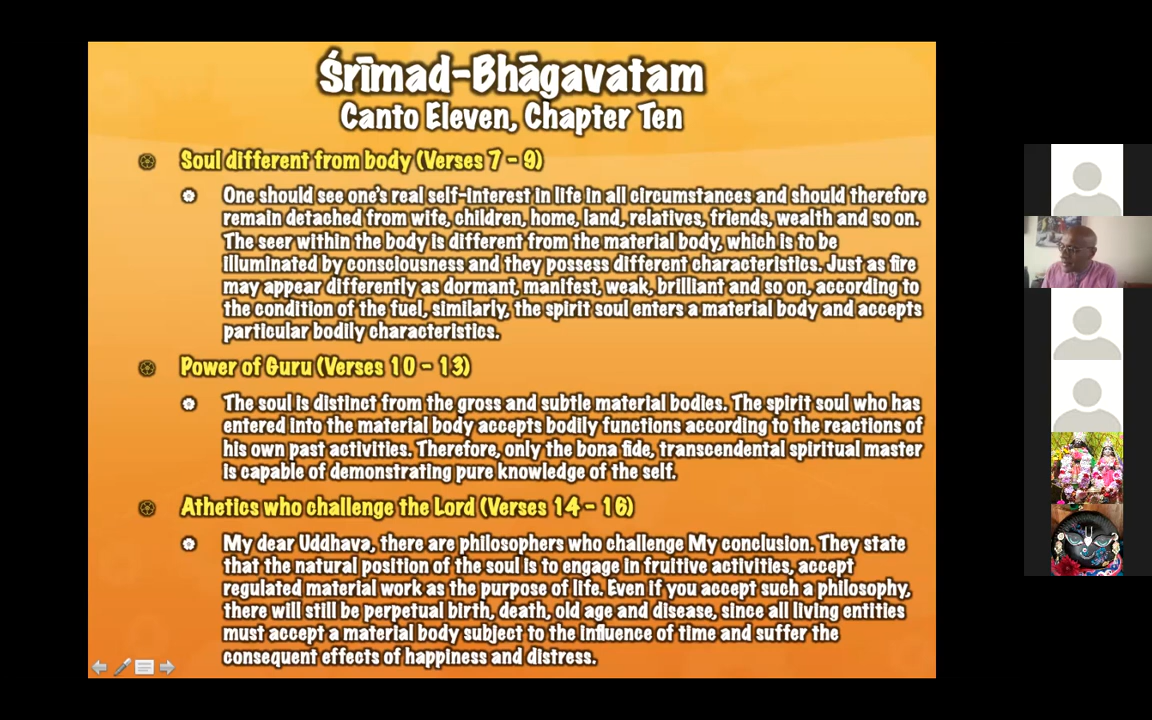 Śrīmad-Bhāgavatam
Canto Eleven, Chapter Ten
Soul different from body (Verses 7 – 9)
One should see one's real self-interest in life in all circumstances and should therefore
remain detached from wife, children, home, land, relatives, friends, wealth and so on.
The seer within the body is different from the material body, which is to be
illuminated by consciousness and they possess different characteristics. Just as fire
may appear differently as dormant, manifest, weak, brilliant and so on, according to
the condition of the fuel, similarly, the spirit soul enters a material body and accepts
particular bodily characteristics.
Power of Guru (Verses 10 – 13)
The soul is distinct from the gross and subtle material bodies. The spirit soul who has
entered into the material body accepts bodily functions according to the reactions of
his own past activities. Therefore, only the bona fide, transcendental spiritual master
is capable of demonstrating pure knowledge of the self.
Athetics who challenge the Lord (Verses 14 – 16)
My dear Uddhava, there are philosophers who challenge My conclusion. They state
that the natural position of the soul is to engage in fruitive activities, accept
regulated material work as the purpose of life. Even if you accept such a philosophy,
there will still be perpetual birth, death, old age and disease, since all living entities
must accept a material body subject to the influence of time and suffer the
consequent effects of happiness and distress.